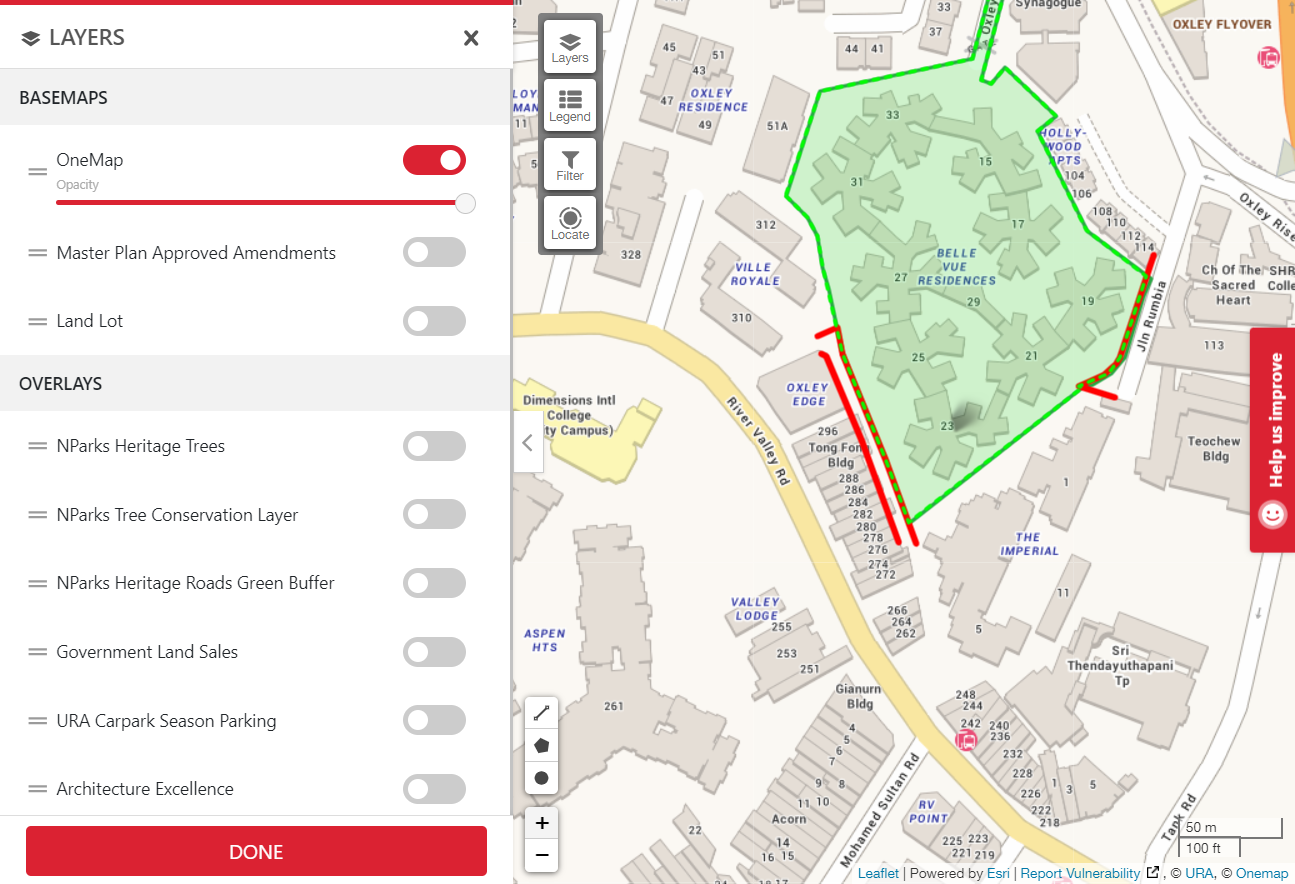 LAYERS
BASEMAPS
OneMap
Opacity
Master Plan Approved Amendments
Land Lot
OVERLAYS
NParks Heritage Trees
NParks Tree Conservation Layer
NParks Heritage Roads Green Buffer
Government Land Sales
URA Carpark Season Parking
Architecture Excellence
DONE
Layers
Legend
Filter
Locate
33
37
Oxley
Synagogue
OXLEY FLYOVER
44 41
45
51
43
47
OXLEY
RESIDENCE
49
51A
11
5
328
312
VILLE
ROYALE
310
33
15
31
17
BELLE
VUE
RESIDENCES
27
29
19
25
21
23
HOLLY-
WOOD
APTS
104
106
108
110
112
114
Oxley Rise
Ch Of The
Sacred
Heart
SHR
Colle
Jln Rumbia
113
Teochew
Bldg
Help us improve
Dimensions Intl
College
ty Campus)
River Valley Rd
OXLEY
EDGE
296
Tong Fong
Bldg
288
286
284
282
280
278
276
274
272
1
THE
IMPERIAL
11
5
266
264
262
VALLEY
LODGE
255
253
251
ASPEN
HTS
261
Gianurn
Bldg
Sri
Thendayuthapani
Tp
248
244
242 240
236
232
228
226
222
218
1
3
5
4
5
6
7
9 8
11 10
Acorn
14
16 15
22
Mohamed Sultan Rd
RV
POINT
225 223
221 219
Tank Rd
+
−
50 m
100 ft
Leaflet | Powered by Esri | Report Vulnerability , © URA, © Onemap